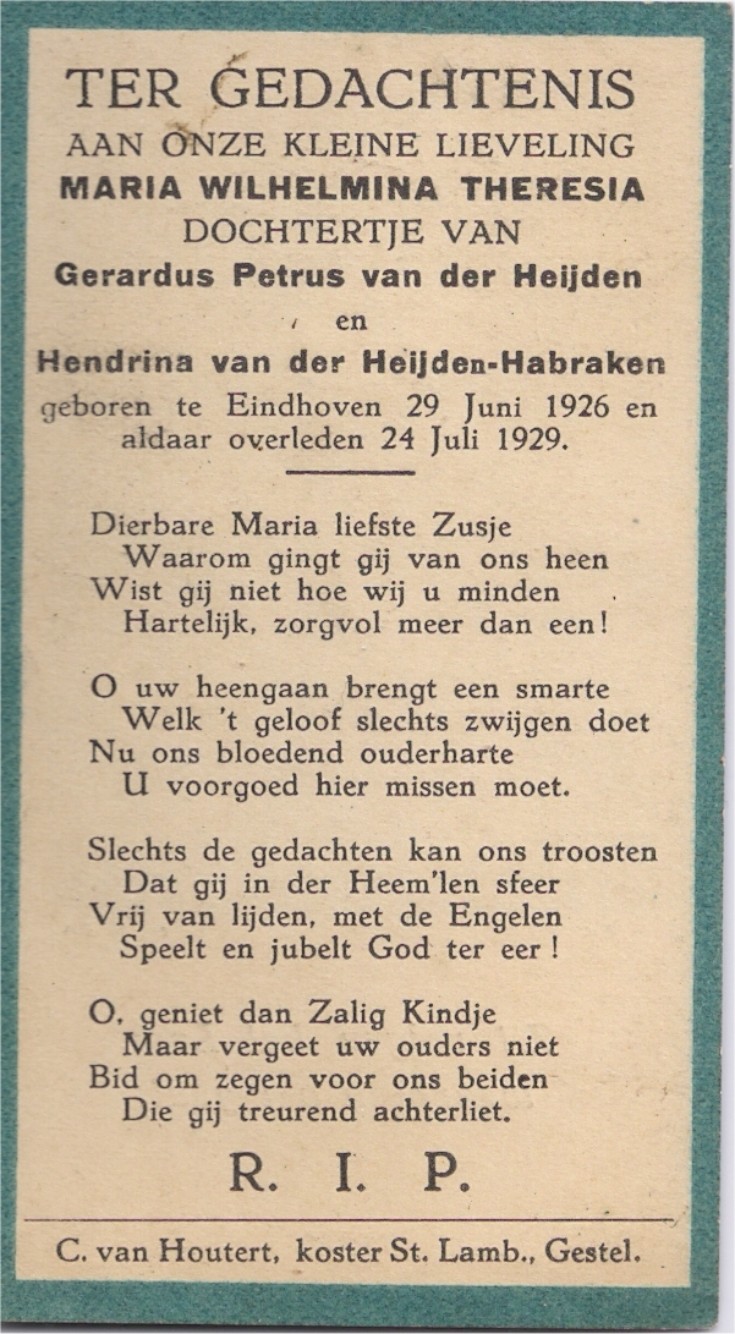 TER GEDACHTENIS
AAN ONZE KLEINE LIEVELING
MARIA WILHELMINA THERESIA
DOCHTERTJE VAN
Gerardus Petrus van der Heijden
en
Hendrina van der Heijden-Habraken
geboren te Eindhoven 29 Juni 1926 en
aldaar overleden 24 Juli 1929.
Dierbare Maria liefste Zusje
Waarom gingt gij van ons heen
Wist gij niet hoe wij u minden
Hartelijk, zorgvol meer dan een!
O uw heengaan brengt een smarte
Welk 't geloof slechts zwijgen doet
Nu ons bloedend ouderharte
U voorgoed hier missen moet.
Slechts de gedachten kan ons troosten
Dat gij in der Heem'len sfeer
Vrij van lijden, met de Engelen
Speelt en jubelt God ter eer!
O, geniet dan Zalig Kindje
Maar vergeet uw ouders niet
Bid om zegen voor ons beiden
Die gij treurend achterliet.
R. I. P.
C. van Houtert, koster St. Lamb., Gestel.